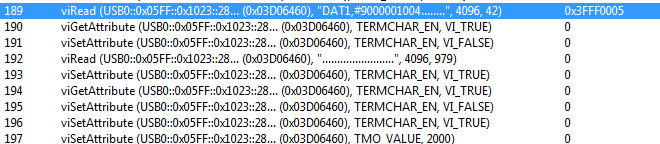 189 viRead (USB0::0x05FF::0x1023::28... (0x03D06460), "DAT1,#9000001004........", 4096, 42) 0x3FFF0005
190 viGetAttribute (USB0::0x05FF::0x1023::28... (0x03D06460), TERMCHAR_EN, VI_TRUE) 0
191 viSetAttribute (USB0::0x05FF::0x1023::28... (0x03D06460), TERMCHAR_EN, VI_FALSE) 0
192 viRead (USB0::0x05FF::0x1023::28... (0x03D06460), "........................", 4096, 979) 0
193 viSetAttribute (USB0::0x05FF::0x1023::28... (0x03D06460), TERMCHAR_EN, VI_TRUE) 0
194 viGetAttribute (USB0::0x05FF::0x1023::28... (0x03D06460), TERMCHAR_EN, VI_TRUE) 0
195 viSetAttribute (USB0::0x05FF::0x1023::28... (0x03D06460), TERMCHAR_EN, VI_FALSE) 0
196 viSetAttribute (USB0::0x05FF::0x1023::28... (0x03D06460), TERMCHAR_EN, VI_TRUE) 0
197 viSetAttribute (USB0::0x05FF::0x1023::28... (0x03D06460), TMO_VALUE, 2000) 0